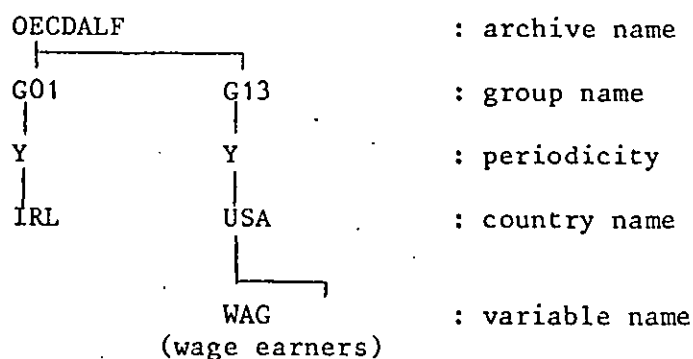 OECDALF : archive name
G01 G13 : group name
Y Y : periodicity
IRL USA : country name
WAG : variable name
(wage earners)